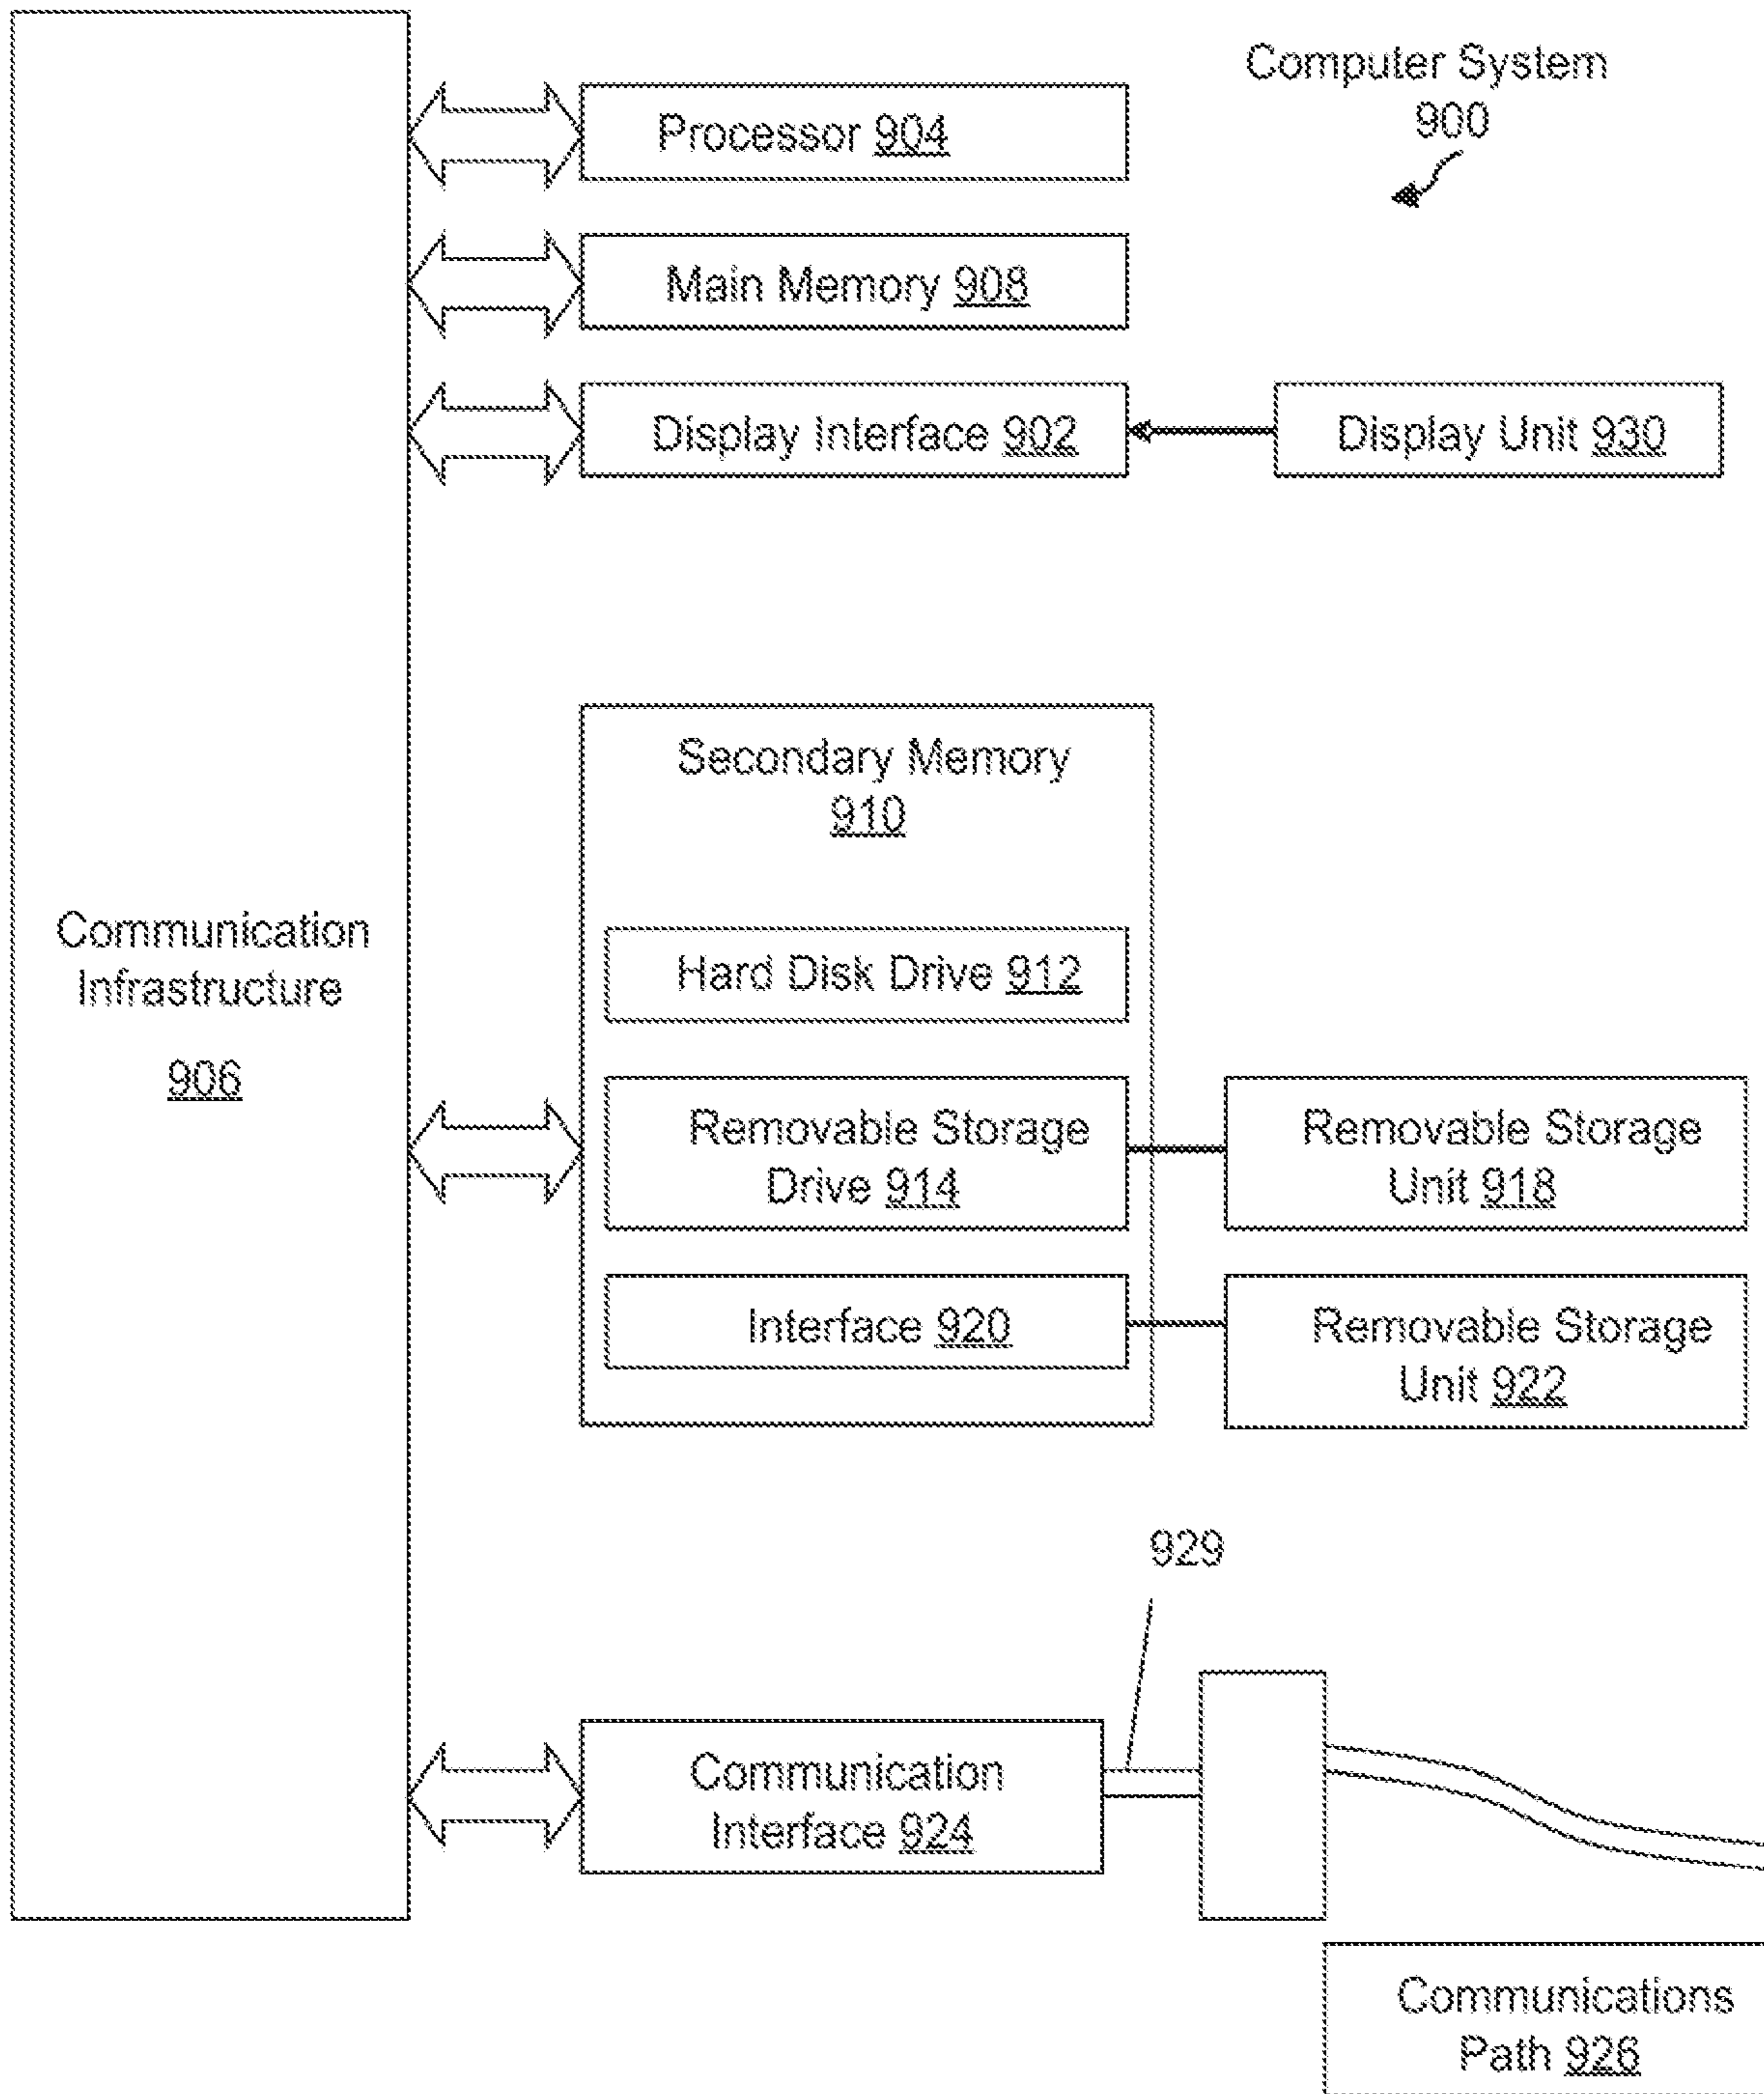 Computer System
900
Processor 904
Main Memory 908
Display Interface 902
Display Unit 930
Secondary Memory
910
Communication
Infrastructure
906
Hard Disk Drive 912
Removable Storage
Drive 914
Removable Storage
Unit 918
Interface 920
Removable Storage
Unit 922
929
Communication
Interface 924
Communications
Path 926